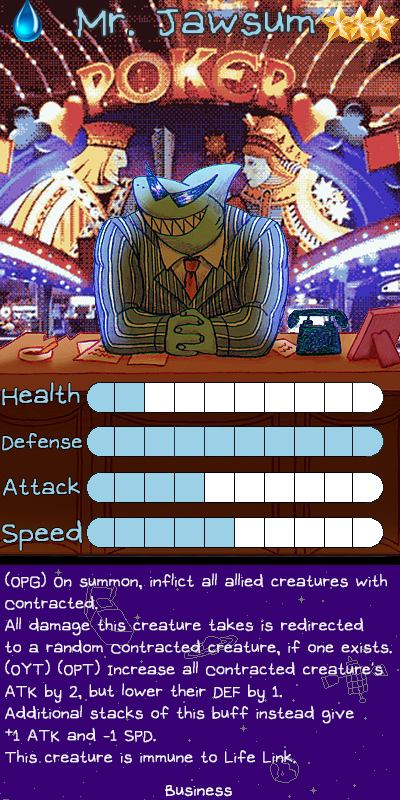 Mr. Jawsum
POKER
Health
Defense
Attack
Speed
(OPG) On summon, inflict all allied creatures with
Contracted.
All damage this creature takes is redirected
to a random Contracted creature, if one exists.
(OYT) (OPT) Increase all Contracted creature's
ATK by 2, but lower their DEF by 1.
Additional stacks of this buff instead give
+1 ATK and -1 SPD.
This creature is immune to Life Link.
Business